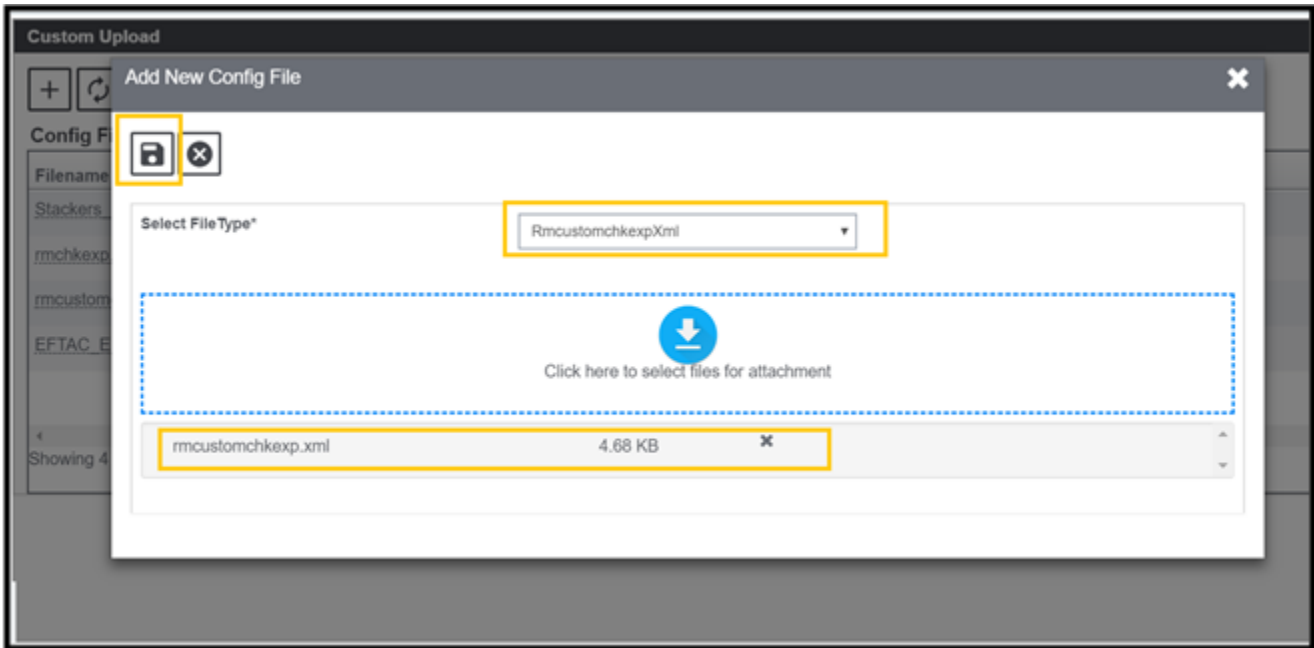 Custom Upload
Add New Config File
Config Fi
Filename
Stackers_
Select FileType*
RmcustomchkexpXml
rmchkexp
rmcustom
Click here to select files for attachment
EFTAC_E
rmcustomchkexp.xml 4.68 KB
Showing 4